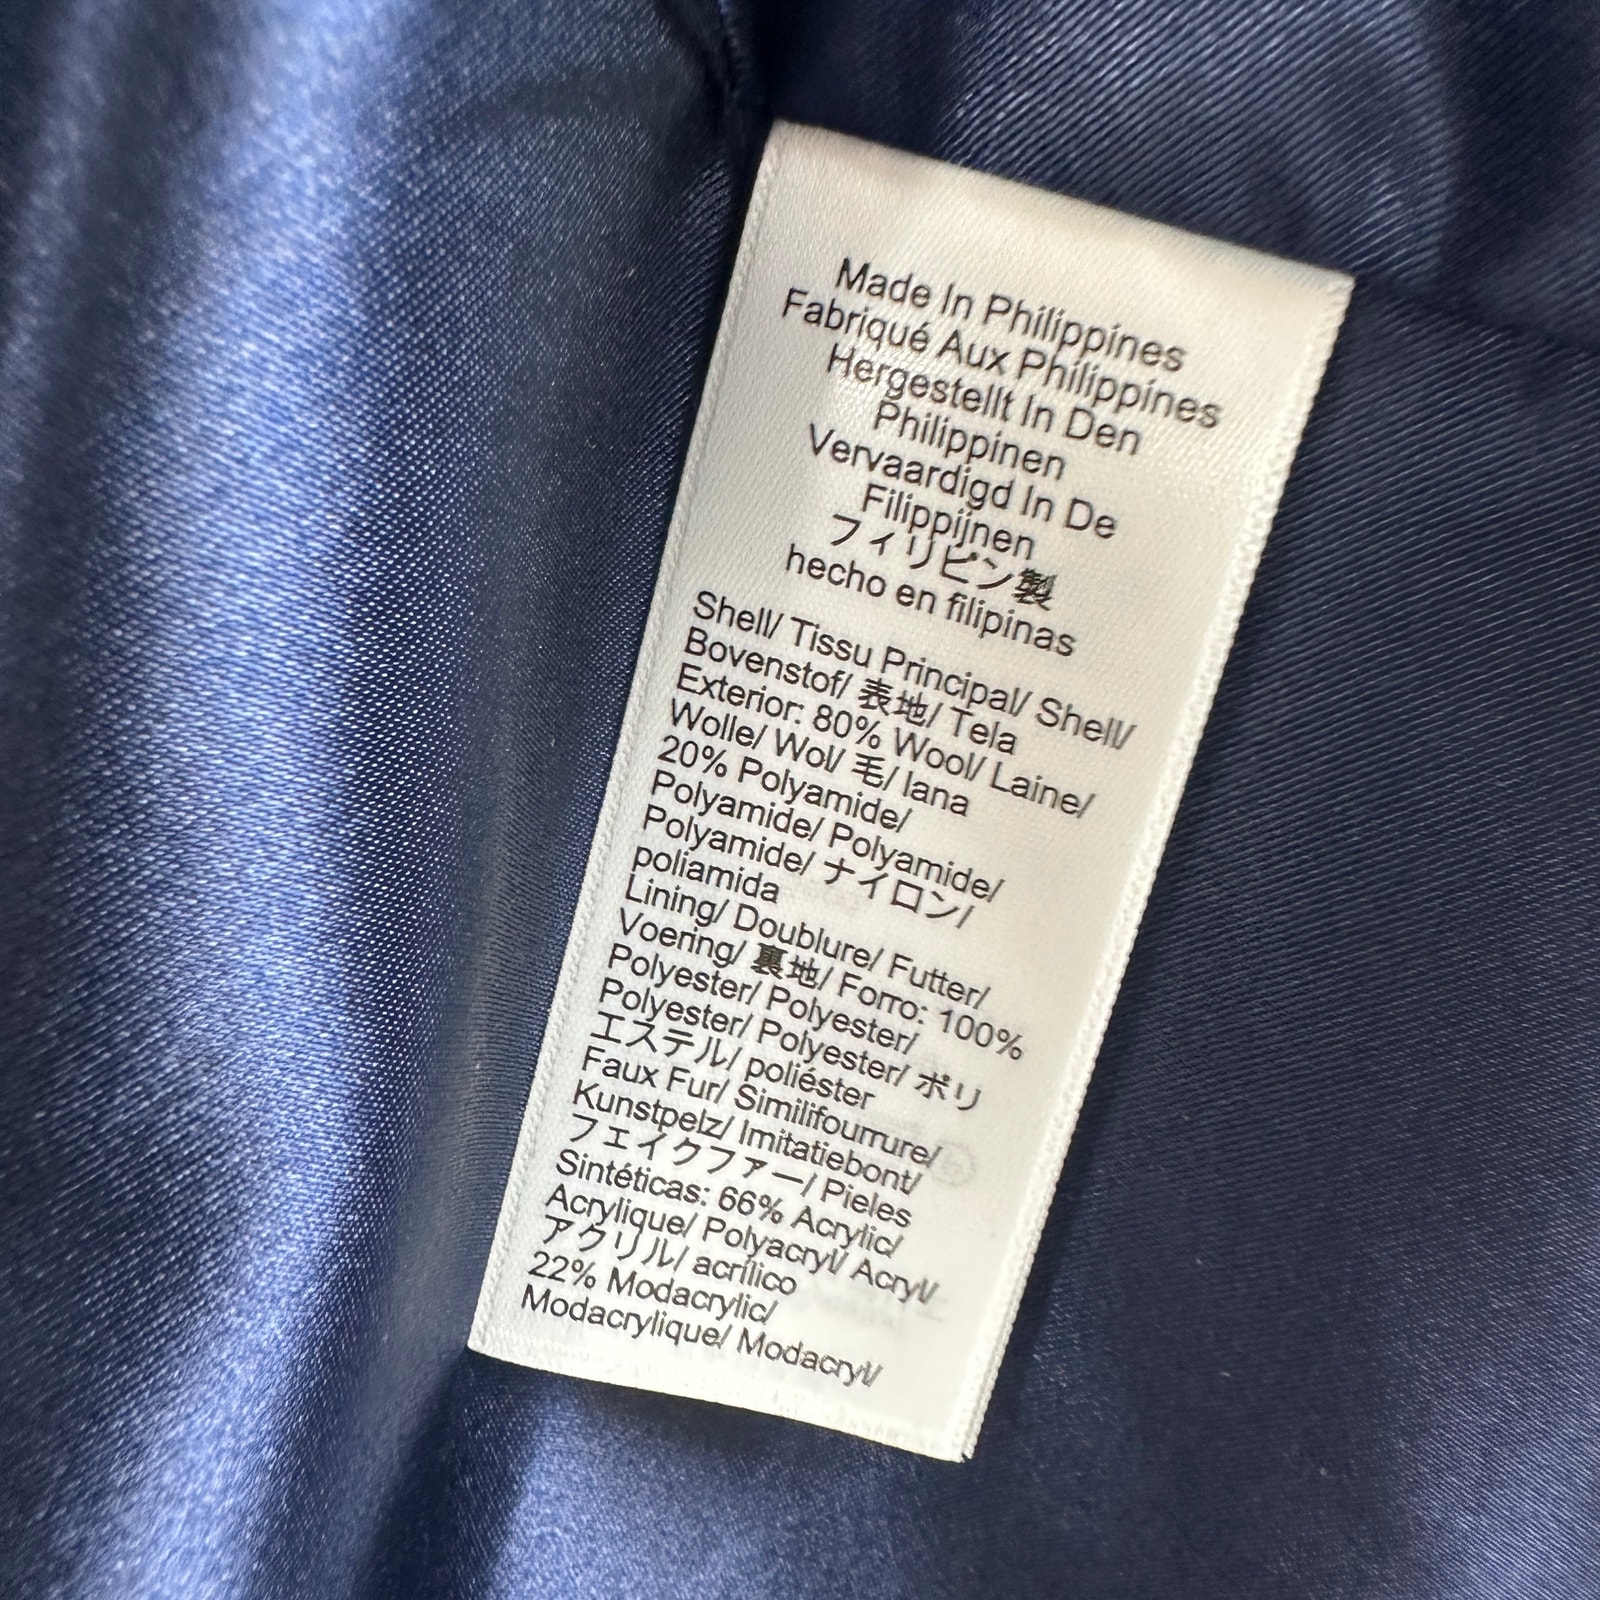 Made In Philippines
Fabriqué Aux Philippines
Hergestellt In Den
Philippinen
Vervaardigd In De
Filippijnen
フィリピン製
hecho en filipinas
Shell/ Tissu Principal/ Shell/
Bovenstof/ 表地/ Tela
Exterior: 80% Wool/ Laine/
Wolle/ Wol/ 毛/ lana
20% Polyamide/
Polyamide/ Polyamide/
Polyamide/ ナイロン/
poliamida
Lining/ Doublure/ Futter/
Voering/ 裏地/ Forro: 100%
Polyester/ Polyester/
Polyester/ Polyester/ ポリ
エステル/ poliéster
Faux Fur/ Similifourrure/
Kunstpelz/ Imitatiebont/
フェイクファー/ Pieles
Sintéticas: 66% Acrylic/
Acrylique/ Polyacryl/ Acryl/
アクリル/ acrílico
22% Modacrylic/
Modacrylique/ Modacryl/